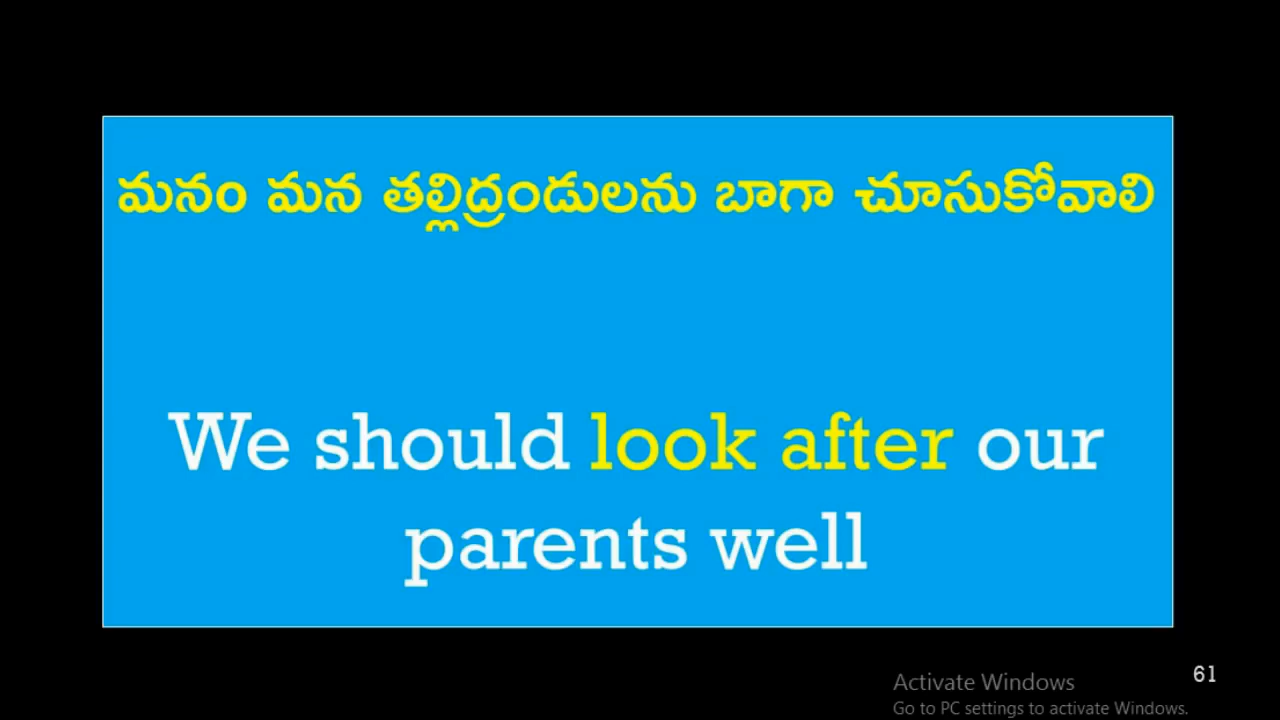 మనం మన తల్లిద్రండులను బాగా చూసుకోవాలి
We should look after our
parents well
61
Activate Windows
Go to PC settings to activate Windows.